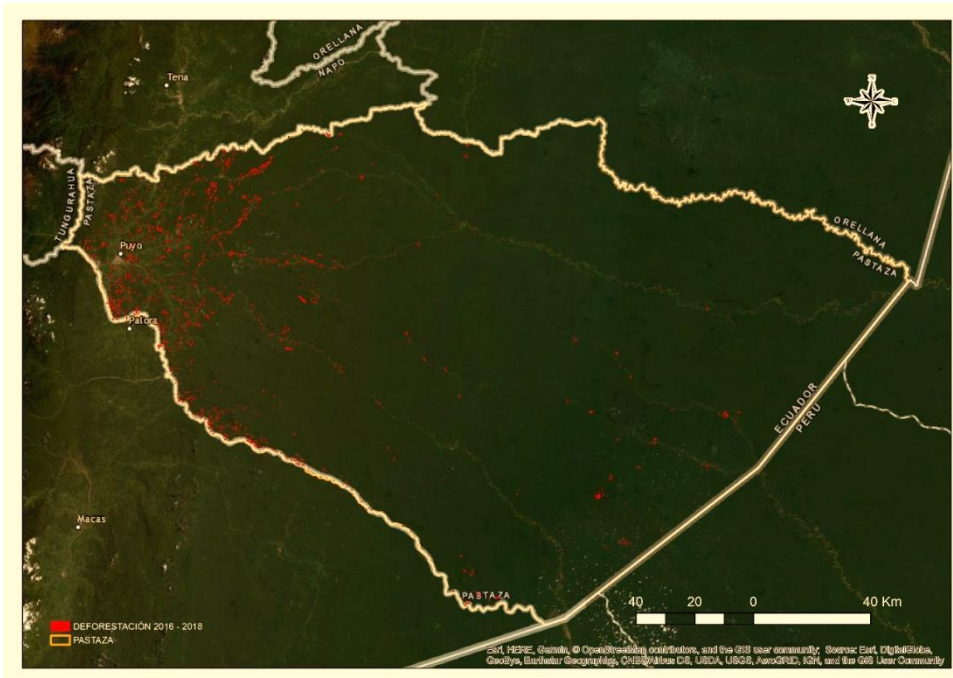 ORELLANA
NAPO
Tena
N
TUNGURAHUA
PASTAZA
Puyo
ORELLANA
PASTAZA
Palora
ECUADOR
PERU
Macas
PASTAZA
40 20 0 40 Km
DEFORESTACIÓN 2016 - 2018
PASTAZA
Esri, HERE, Garmin, © OpenStreetMap contributors, and the GIS user community; Source: Esri, DigitalGlobe,
GeoEye, Earthstar Geographics, CNES/Airbus DS, USDA, USGS, AeroGRID, IGN, and the GIS User Community